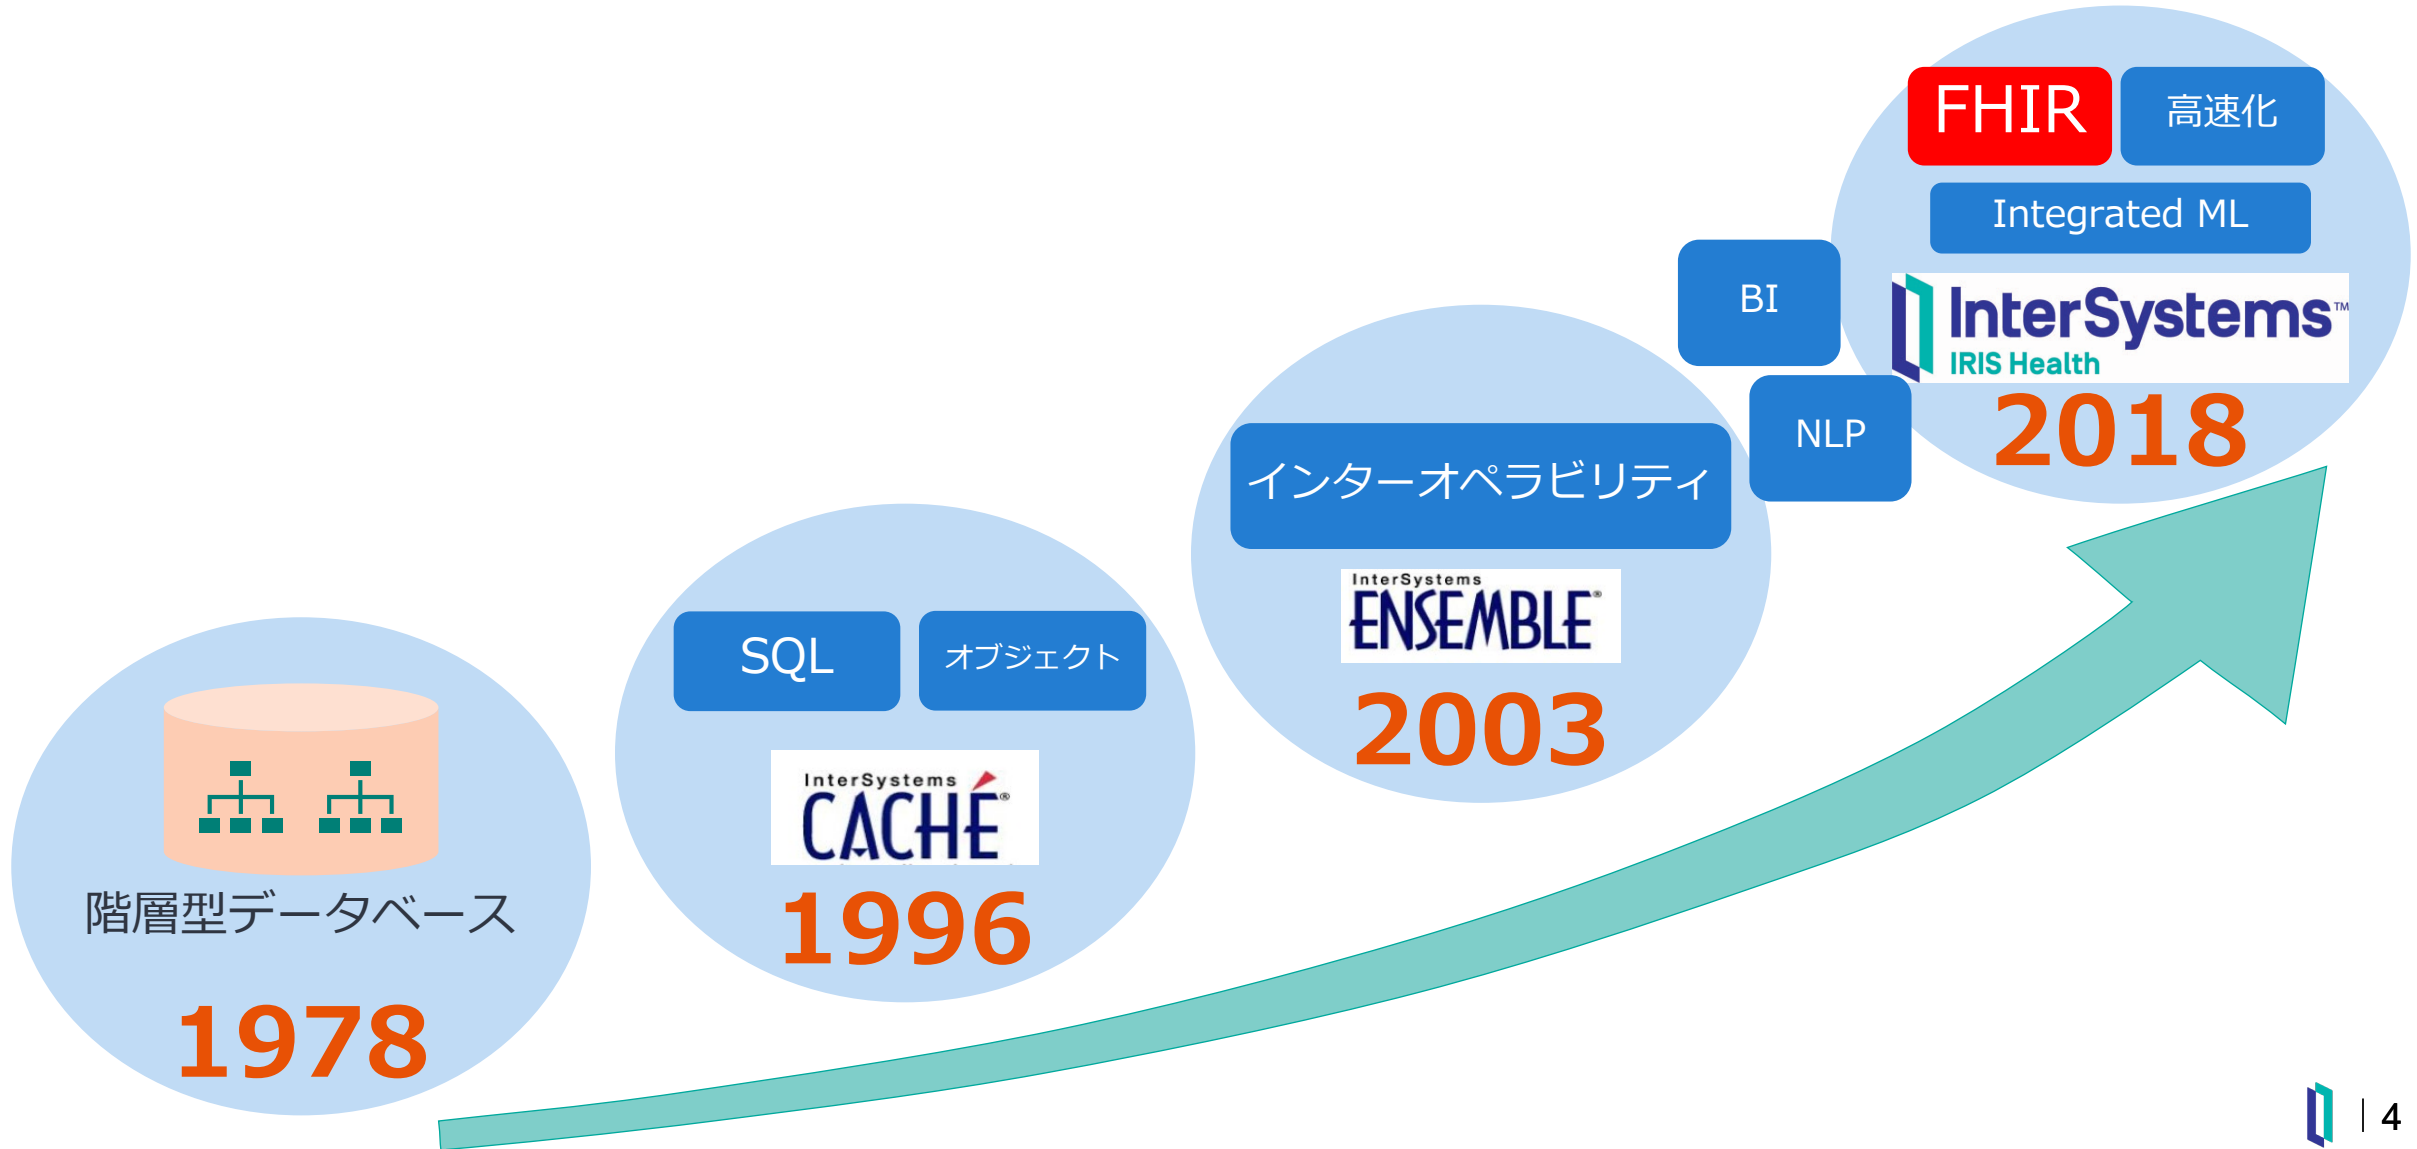 階層型データベース
1978
SQL
オブジェクト
InterSystems
CACHÉ®
1996
インターオペラビリティ
InterSystems
ENSEMBLE®
2003
BI
NLP
FHIR
高速化
Integrated ML
InterSystems™
IRIS Health
2018
4